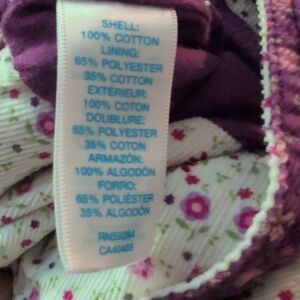 SHELL:
100% COTTON
LINING:
65% POLYESTER
35% COTTON
EXTÉRIEUR:
100% COTON
DOUBLURE:
65% POLYESTER
35% COTON
ARMAZÓN:
100% ALGODÓN
FORRO:
65% POLIÉSTER
35% ALGODÓN
RN59284
CA40465